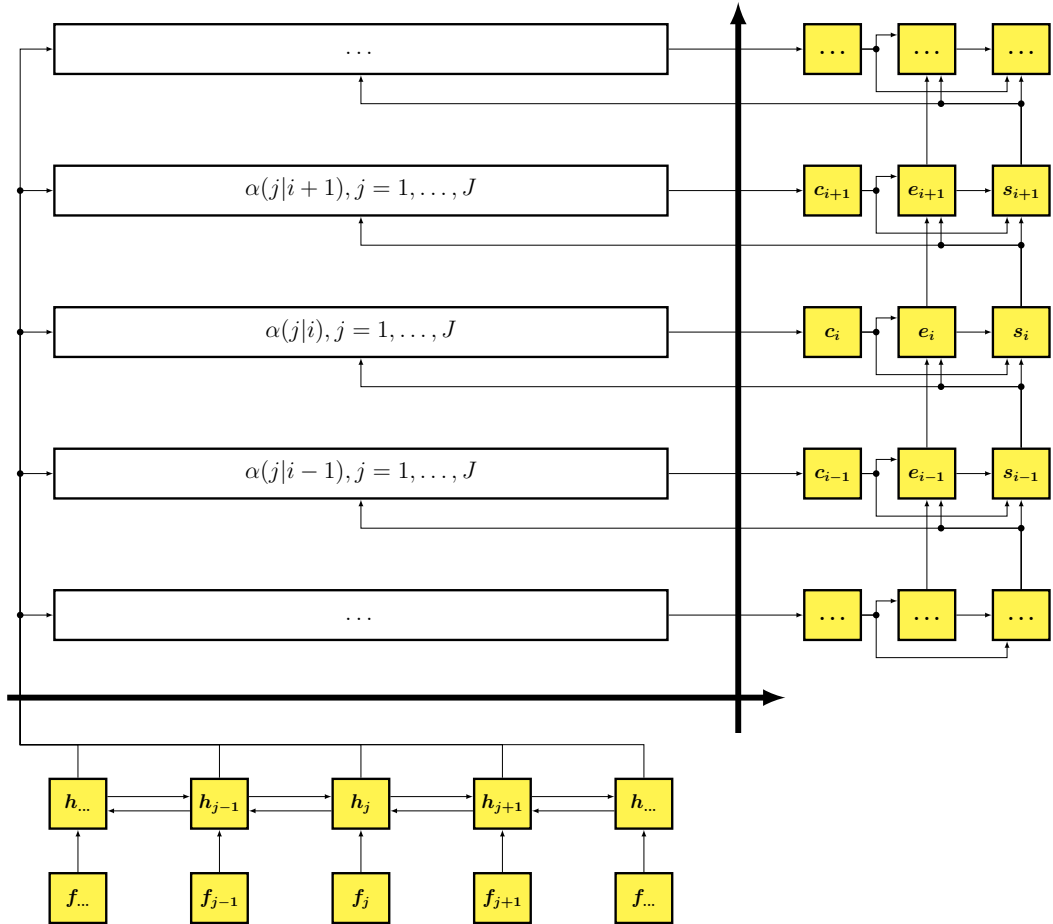 ... ... ... ...
α(j|i + 1), j = 1, . . . , J c_{i+1} e_{i+1} s_{i+1}
α(j|i), j = 1, . . . , J c_i e_i s_i
α(j|i − 1), j = 1, . . . , J c_{i−1} e_{i−1} s_{i−1}
... ... ... ...
h_{...} h_{j−1} h_j h_{j+1} h_{...}
f_{...} f_{j−1} f_j f_{j+1} f_{...}